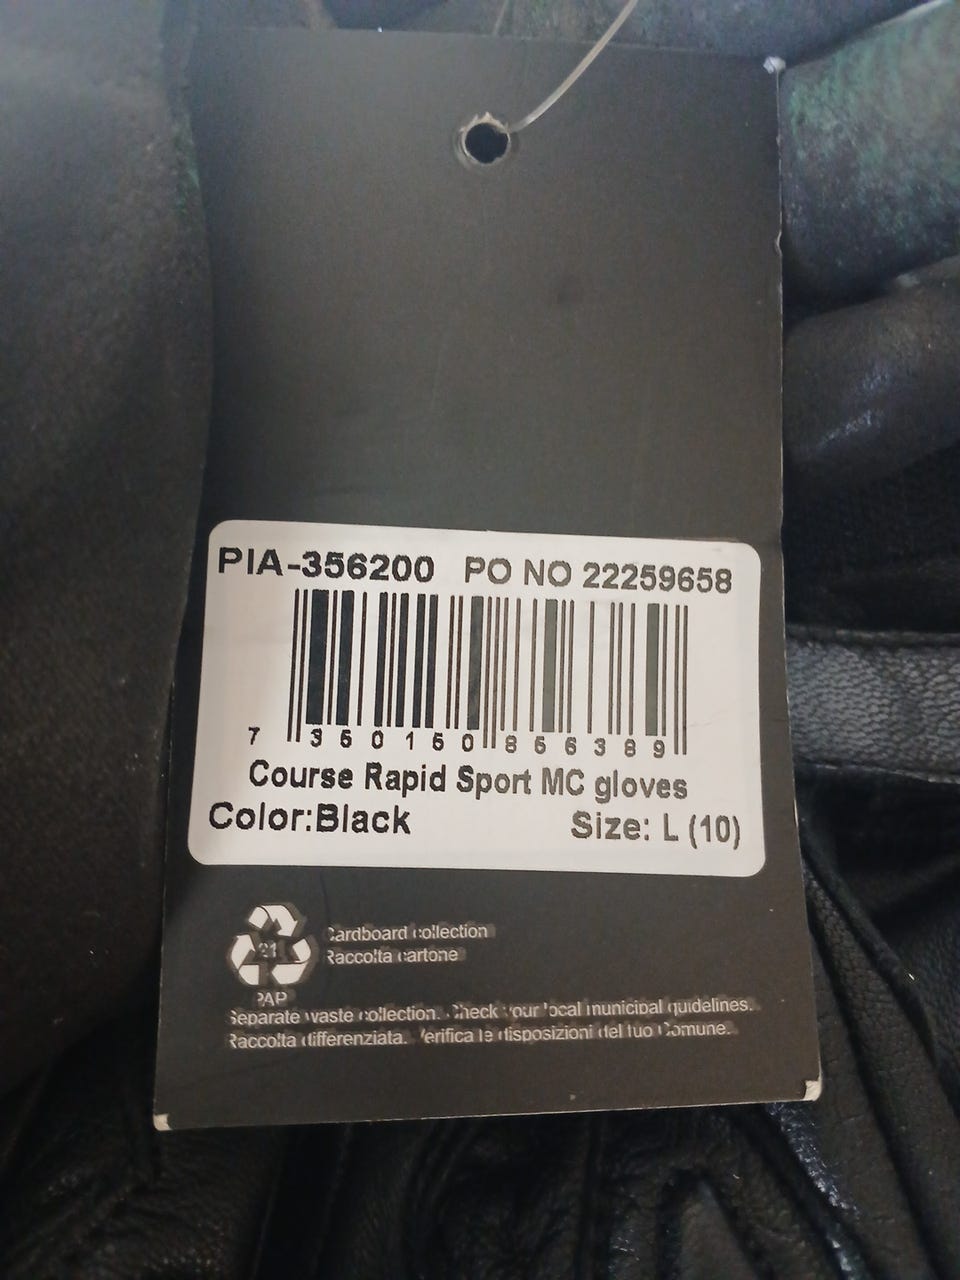 PIA-356200 PO NO 22259658
7 350150 856389
Course Rapid Sport MC gloves
Color:Black Size: L (10)
21
PAP
Cardboard collection
Raccolta cartone
Separate waste collection. Check your local municipal guidelines.
Raccolta differenziata. Verifica le disposizioni del tuo Comune.